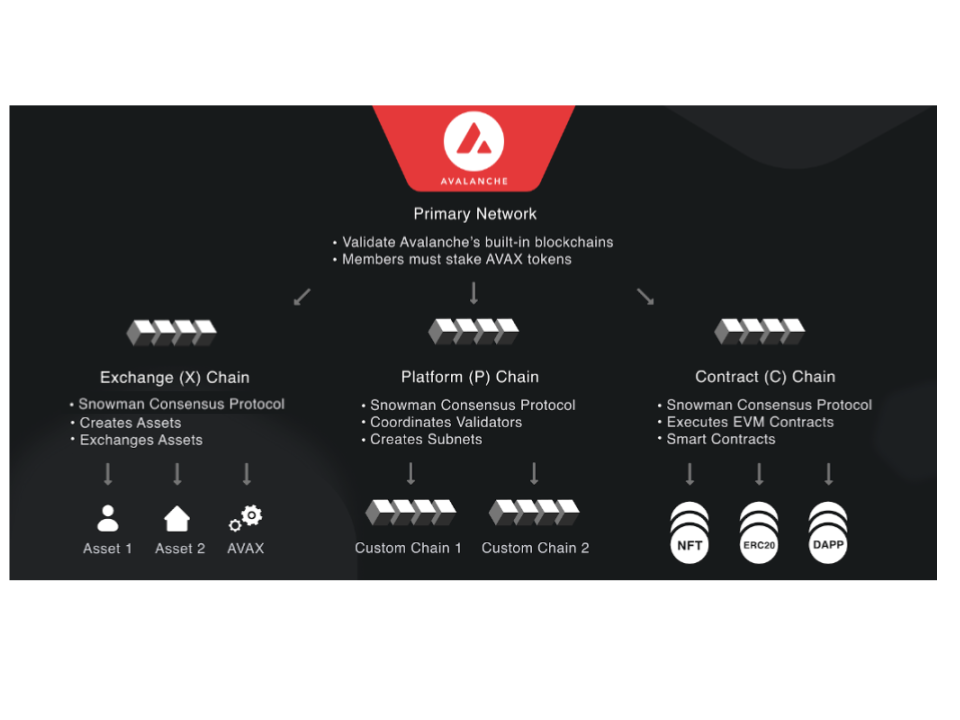 AVALANCHE
Primary Network
• Validate Avalanche's built-in blockchains
• Members must stake AVAX tokens
Exchange (X) Chain
• Snowman Consensus Protocol
• Creates Assets
• Exchanges Assets
Asset 1
Asset 2
AVAX
Platform (P) Chain
• Snowman Consensus Protocol
• Coordinates Validators
• Creates Subnets
Custom Chain 1
Custom Chain 2
Contract (C) Chain
• Snowman Consensus Protocol
• Executes EVM Contracts
• Smart Contracts
NFT
ERC20
DAPP